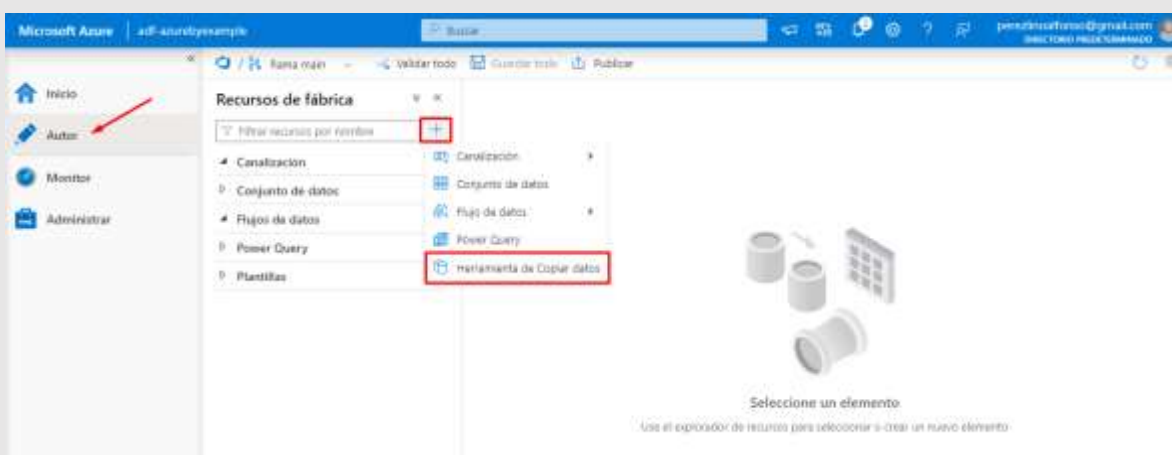 Microsoft Azure | adf-azurebyexample
Buscar
DIRECTORIO PREDETERMINADO
Inicio
Autor
Monitor
Administrar
/ Rama main
Validar todo
Guardar todo
Publicar
Recursos de fábrica
Filtrar recursos por nombre
Canalización
Conjunto de datos
Flujos de datos
Power Query
Plantillas
Canalización
Conjunto de datos
Flujo de datos
Power Query
Herramienta de Copiar datos
Seleccione un elemento
Use el explorador de recursos para seleccionar o crear un nuevo elemento